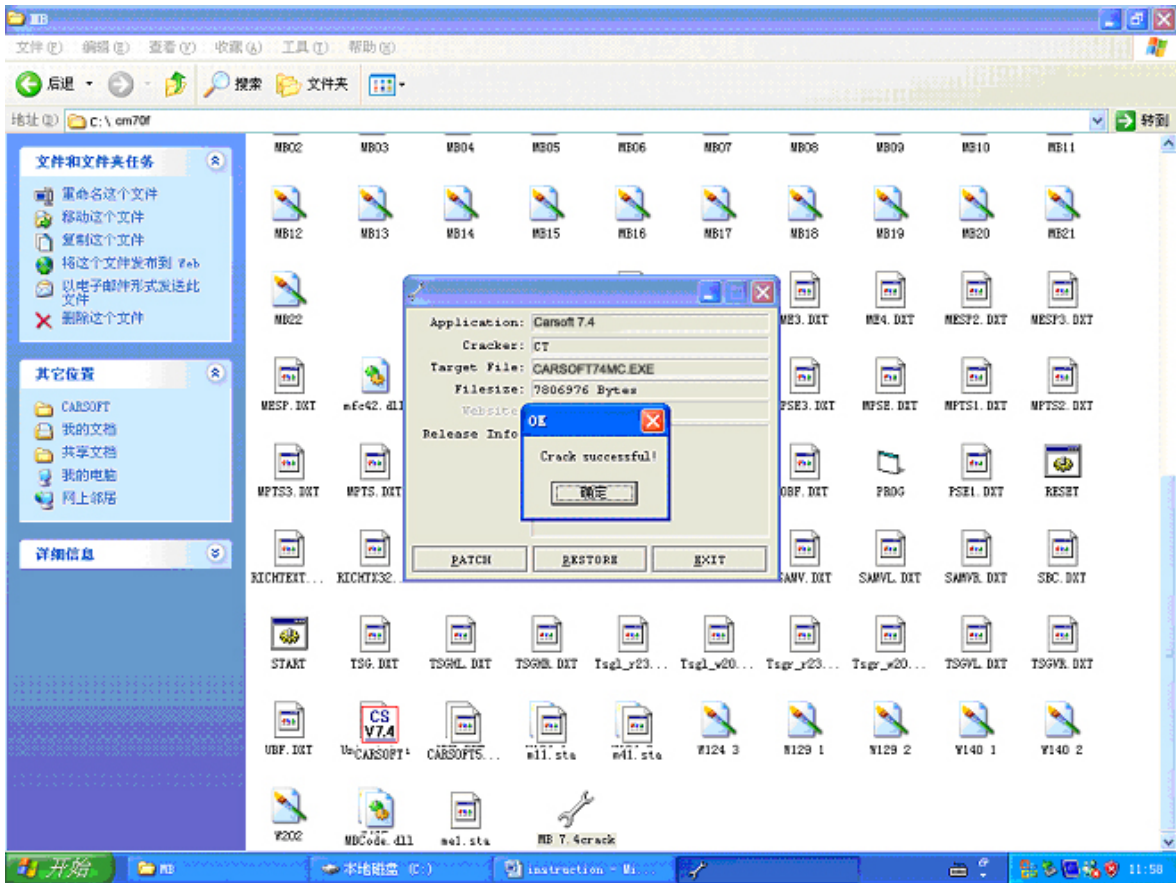 MB
文件(F) 编辑(E) 查看(V) 收藏(A) 工具(T) 帮助(H)
后退 搜索 文件夹
地址(D) C:\ cm70f 转到
文件和文件夹任务
重命名这个文件
移动这个文件
复制这个文件
将这个文件发布到 Web
以电子邮件形式发送此
文件
删除这个文件
其它位置
CARSOFT
我的文档
共享文档
我的电脑
网上邻居
详细信息
MB02 MB03 MB04 MB05 MB06 MB07 MB08 MB09 MB10 MB11
MB12 MB13 MB14 MB15 MB16 MB17 MB18 MB19 MB20 MB21
MB22 ME3.DXT ME4.DXT MESF2.DXT MESF3.DXT
MESF.DXT mfc42.dll PSE3.DXT MPSE.DXT MPTS1.DXT MPTS2.DXT
MPTS3.DXT MPTS.DXT OBF.DXT PROG PSE1.DXT RESET
RICHTEXT... RICHTX32... SAMV.DXT SAMVL.DXT SAMVR.DXT SBC.DXT
START TSG.DXT TSGML.DXT TSGMR.DXT Tsgl_r23... Tsgl_w20... Tsgr_r23... Tsgr_w20... TSGVL.DXT TSGVR.DXT
CS
V7.4
UBF.DXT CARSOFT CARSOFT5... m11.sta m41.sta W124 3 W129 1 W129 2 W140 1 W140 2
W202 MBCode.dll me1.sta MB 7.4crack
Application: Carsoft 7.4
Cracker: CT
Target File: CARSOFT74MC.EXE
Filesize: 7806976 Bytes
Website
Release Info
PATCH RESTORE EXIT
OK
Crack successful!
确定
开始 MB 本地磁盘 (C:) instruction - Mi... 11:58